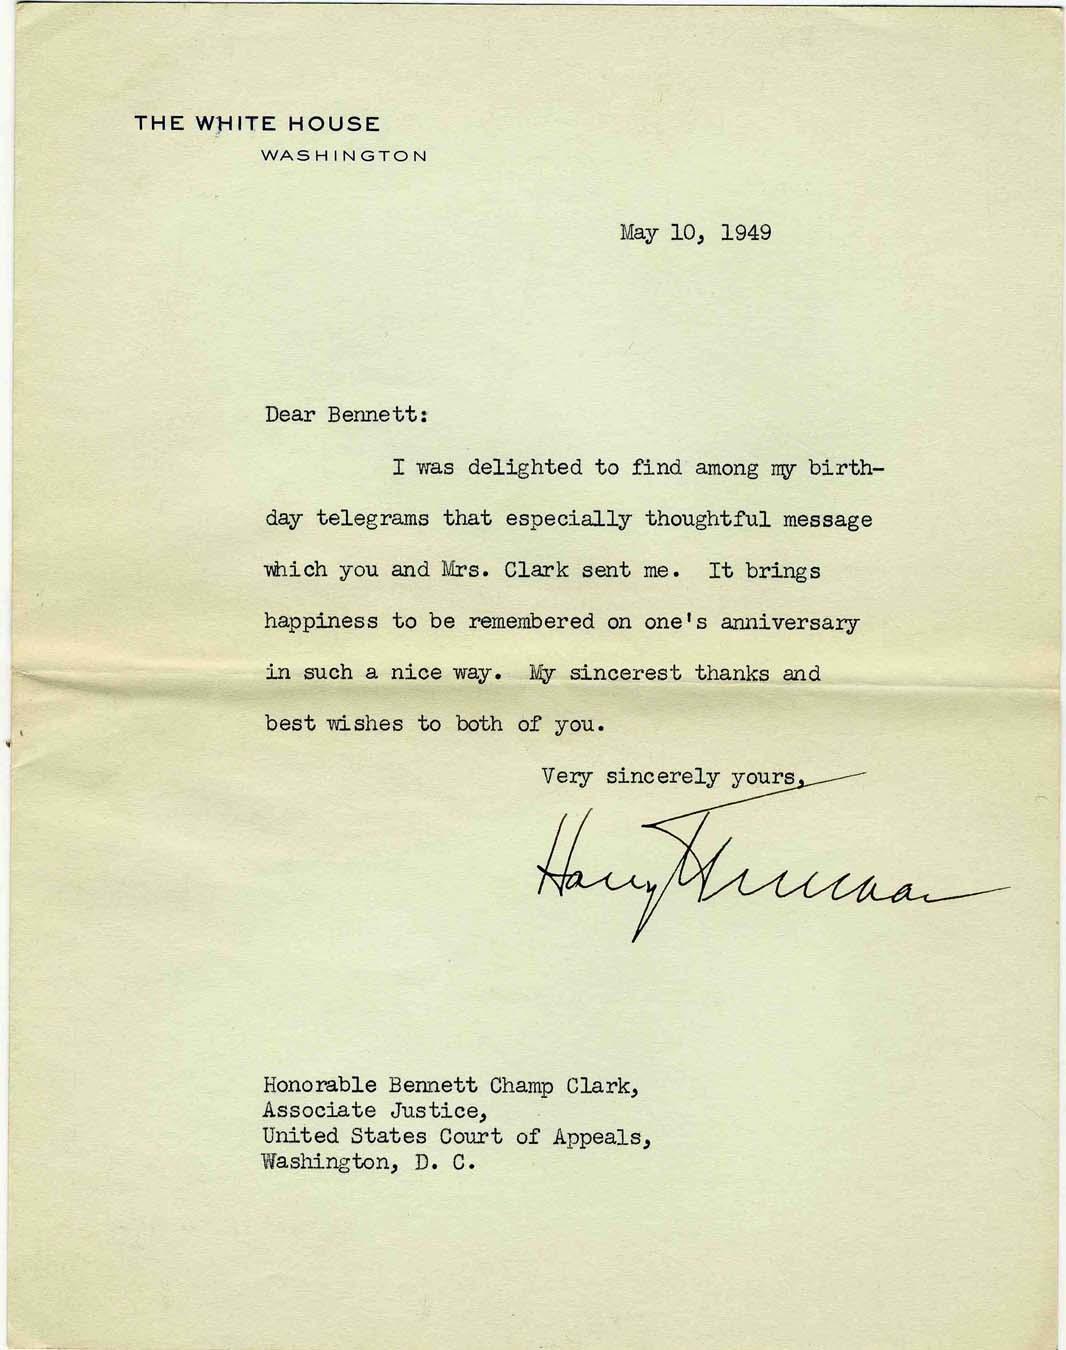 THE WHITE HOUSE
WASHINGTON
May 10, 1949
Dear Bennett:
I was delighted to find among my birth-
day telegrams that especially thoughtful message
which you and Mrs. Clark sent me. It brings
happiness to be remembered on one's anniversary
in such a nice way. My sincerest thanks and
best wishes to both of you.
Very sincerely yours,
Harry Truman
Honorable Bennett Champ Clark,
Associate Justice,
United States Court of Appeals,
Washington, D. C.